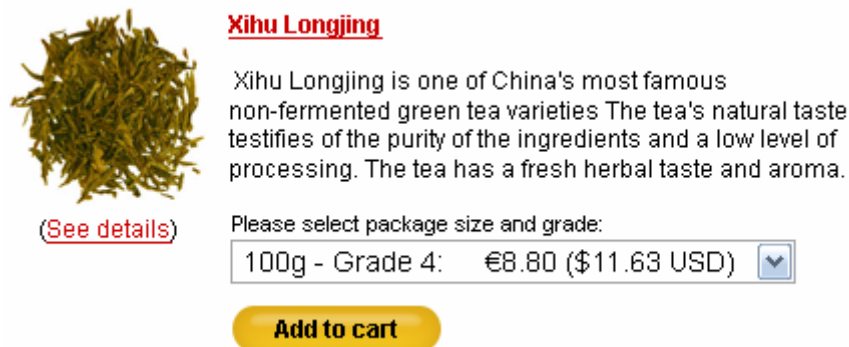 Xihu Longjing
Xihu Longjing is one of China's most famous
non-fermented green tea varieties The tea's natural taste
testifies of the purity of the ingredients and a low level of
processing. The tea has a fresh herbal taste and aroma.
(See details)
Please select package size and grade:
100g - Grade 4: €8.80 ($11.63 USD)
Add to cart